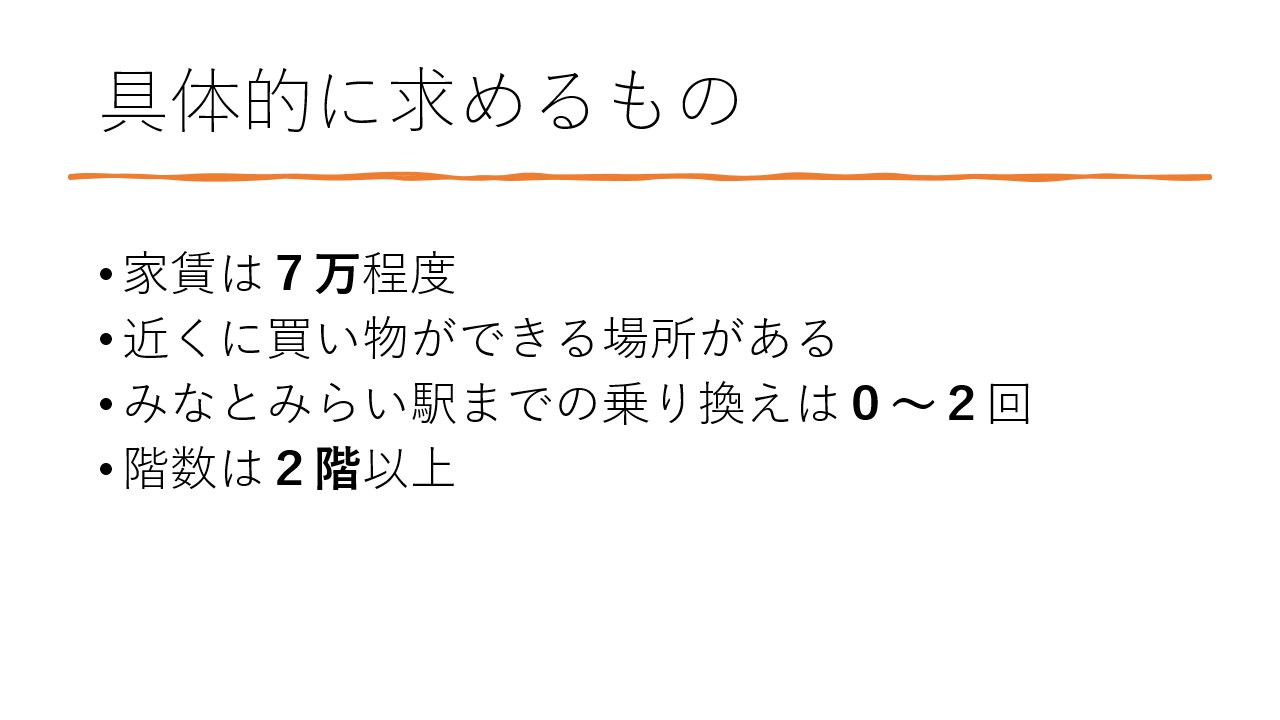 具体的に求めるもの
•家賃は７万程度
•近くに買い物ができる場所がある
•みなとみらい駅までの乗り換えは０～２回
•階数は２階以上